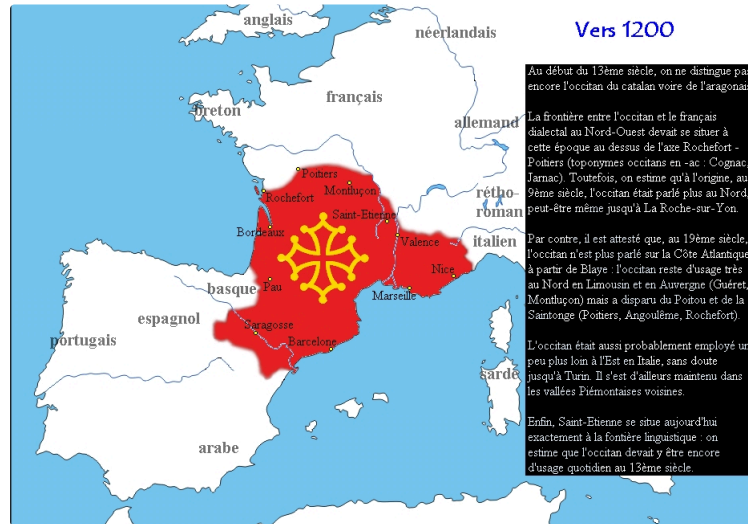 Vers 1200
anglais
néerlandais
français
breton
allemand
rétho-
roman
italien
basque
espagnol
portugais
sarde
arabe
Poitiers
Montluçon
Rochefort
Saint-Etienne
Bordeaux
Valence
Nice
Pau
Marseille
Saragosse
Barcelone
Au début du 13ème siècle, on ne distingue pas
encore l'occitan du catalan voire de l'aragonais
La frontière entre l'occitan et le français
dialectal au Nord-Ouest devait se situer à
cette époque au dessus de l'axe Rochefort -
Poitiers (toponymes occitans en -ac : Cognac,
Jarnac). Toutefois, on estime qu'à l'origine, au
9ème siècle, l'occitan était parlé plus au Nord,
peut-être même jusqu'à La Roche-sur-Yon.
Par contre, il est attesté que, au 19ème siècle,
l'occitan n'est plus parlé sur la Côte Atlantique
à partir de Blaye : l'occitan reste d'usage très
au Nord en Limousin et en Auvergne (Guéret,
Montluçon) mais a disparu du Poitou et de la
Saintonge (Poitiers, Angoulême, Rochefort).
L'occitan était aussi probablement employé un
peu plus loin à l'Est en Italie, sans doute
jusqu'à Turin. Il s'est d'ailleurs maintenu dans
les vallées Piémontaises voisines.
Enfin, Saint-Etienne se situe aujourd'hui
exactement à la fontière linguistique : on
estime que l'occitan devait y être encore
d'usage quotidien au 13ème siècle.